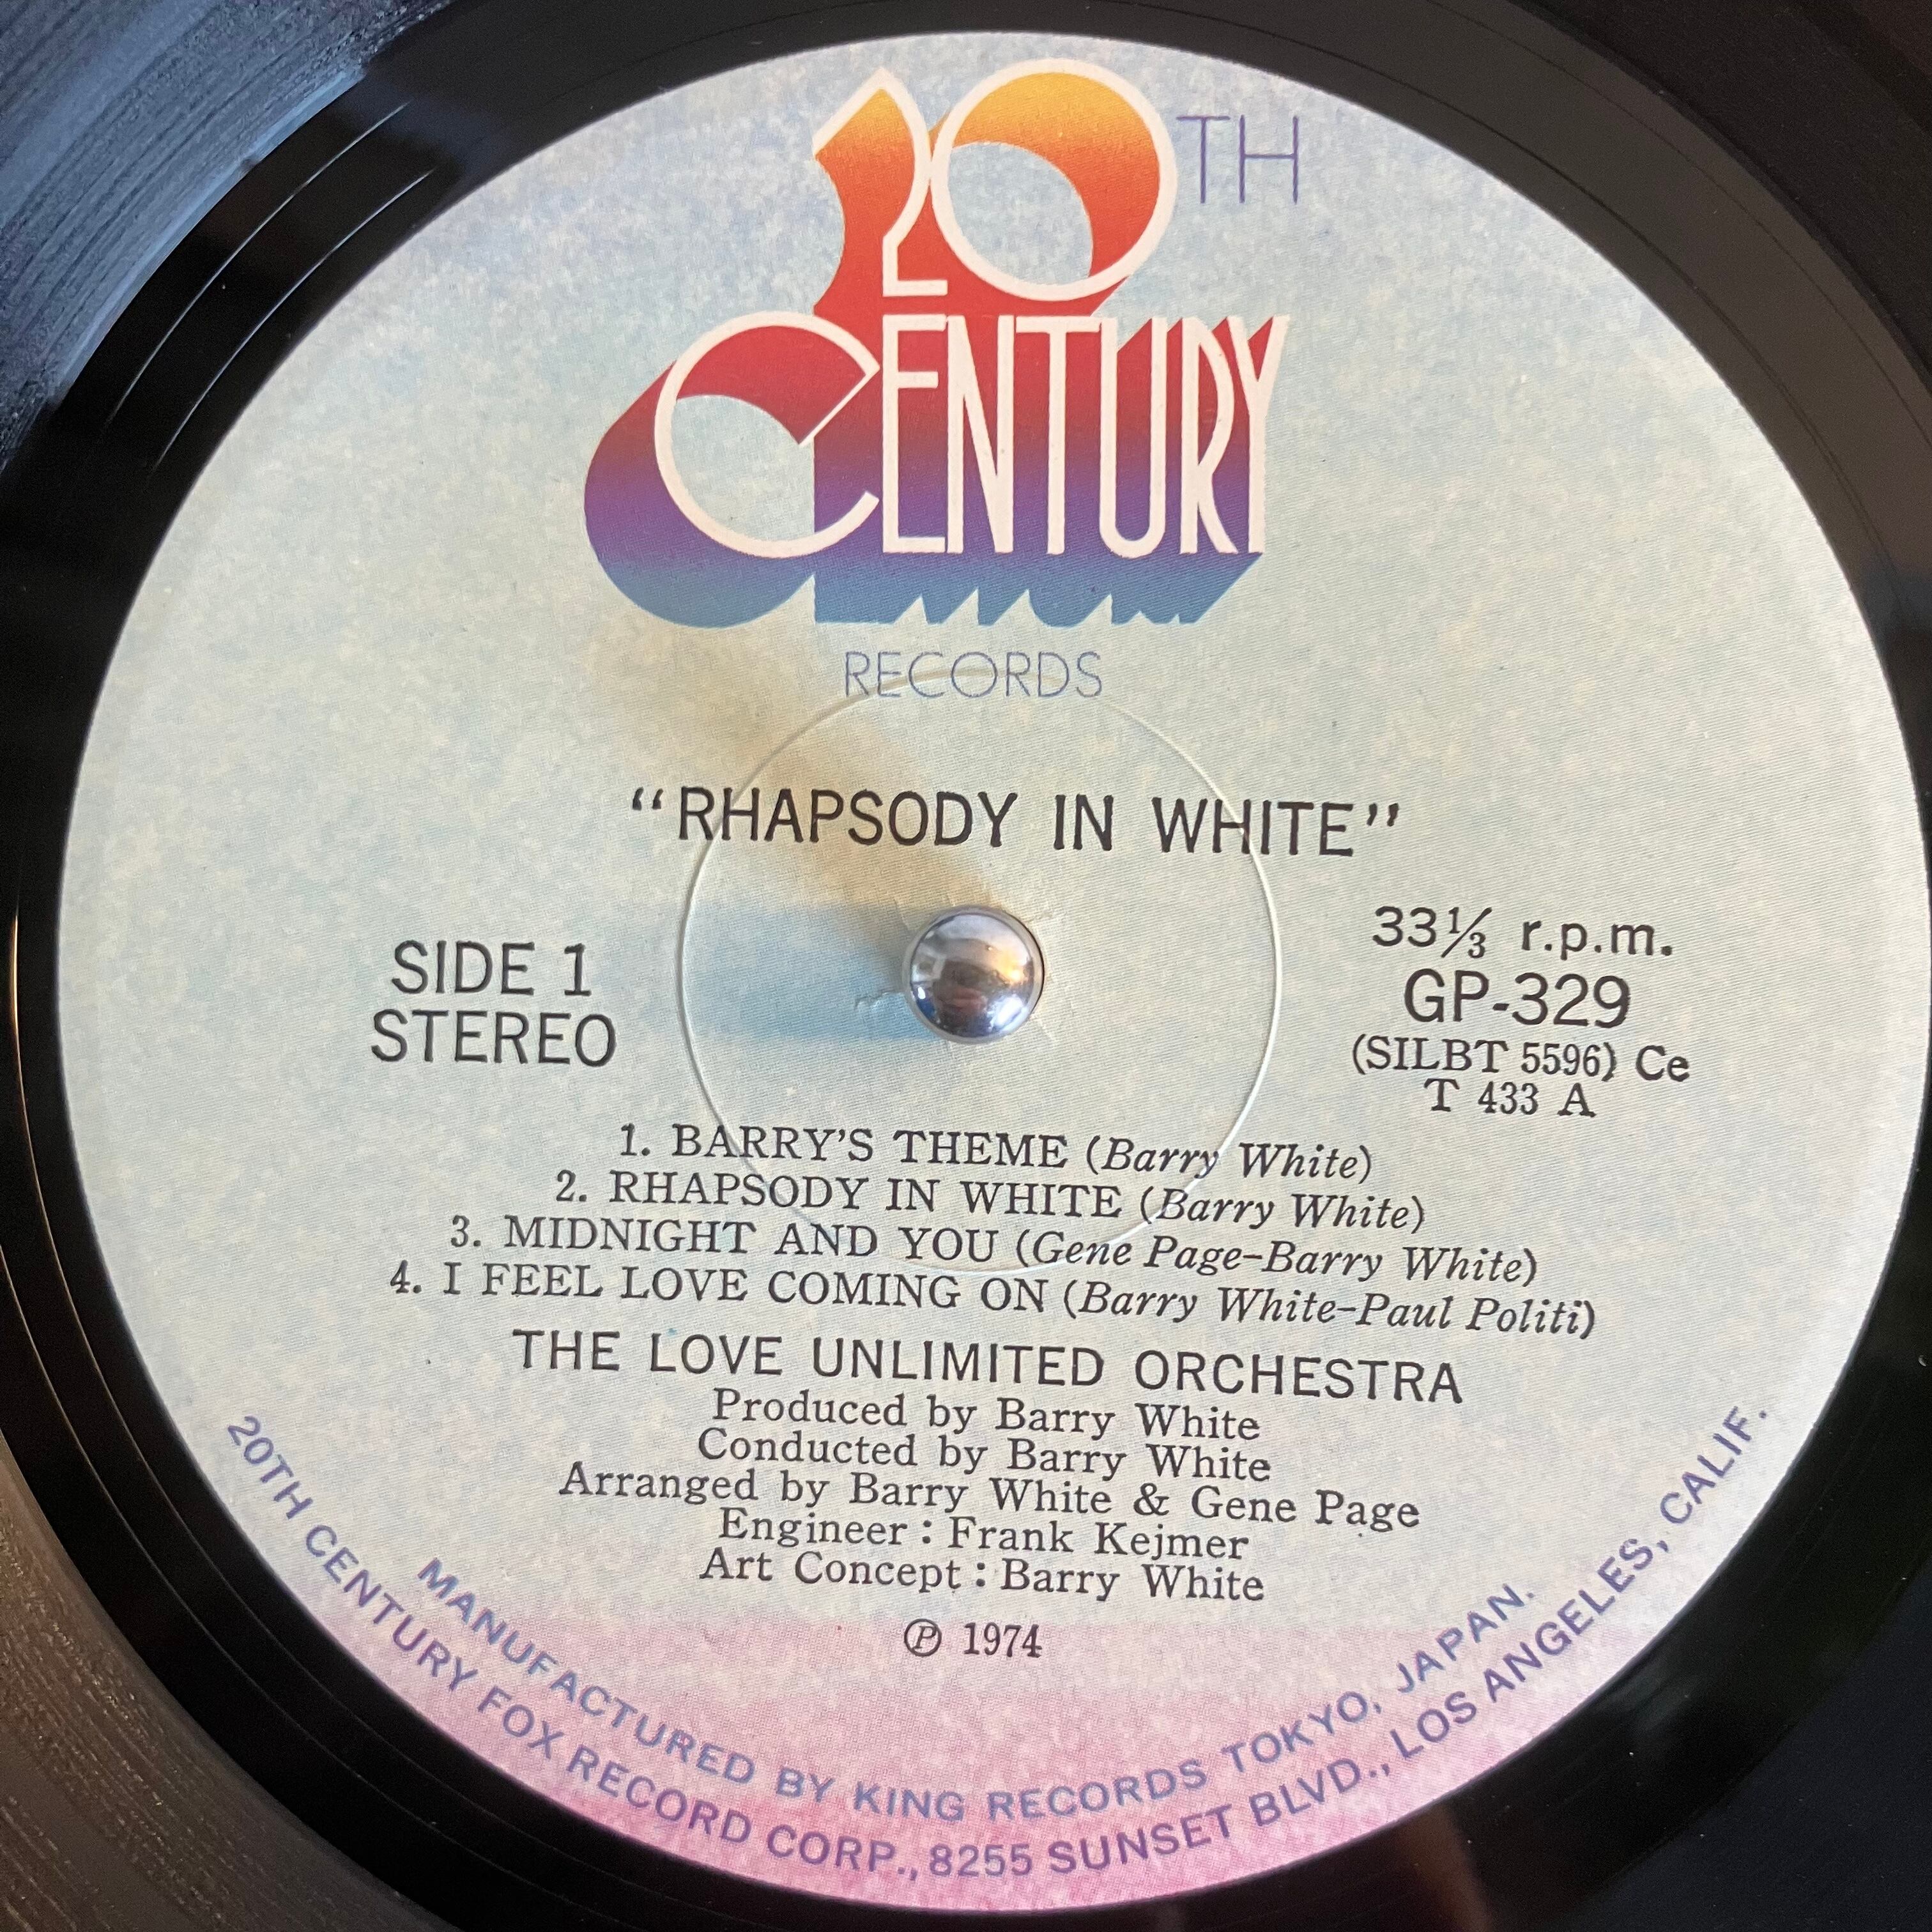 20TH
CENTURY
RECORDS
“RHAPSODY IN WHITE”
SIDE 1
STEREO
33⅓ r.p.m.
GP-329
(SILBT 5596) Ce
T 433 A
1. BARRY'S THEME (Barry White)
2. RHAPSODY IN WHITE (Barry White)
3. MIDNIGHT AND YOU (Gene Page-Barry White)
4. I FEEL LOVE COMING ON (Barry White-Paul Politi)
THE LOVE UNLIMITED ORCHESTRA
Produced by Barry White
Conducted by Barry White
Arranged by Barry White & Gene Page
Engineer : Frank Kejmer
Art Concept : Barry White
℗ 1974
MANUFACTURED BY KING RECORDS TOKYO, JAPAN.
20TH CENTURY FOX RECORD CORP., 8255 SUNSET BLVD., LOS ANGELES, CALIF.